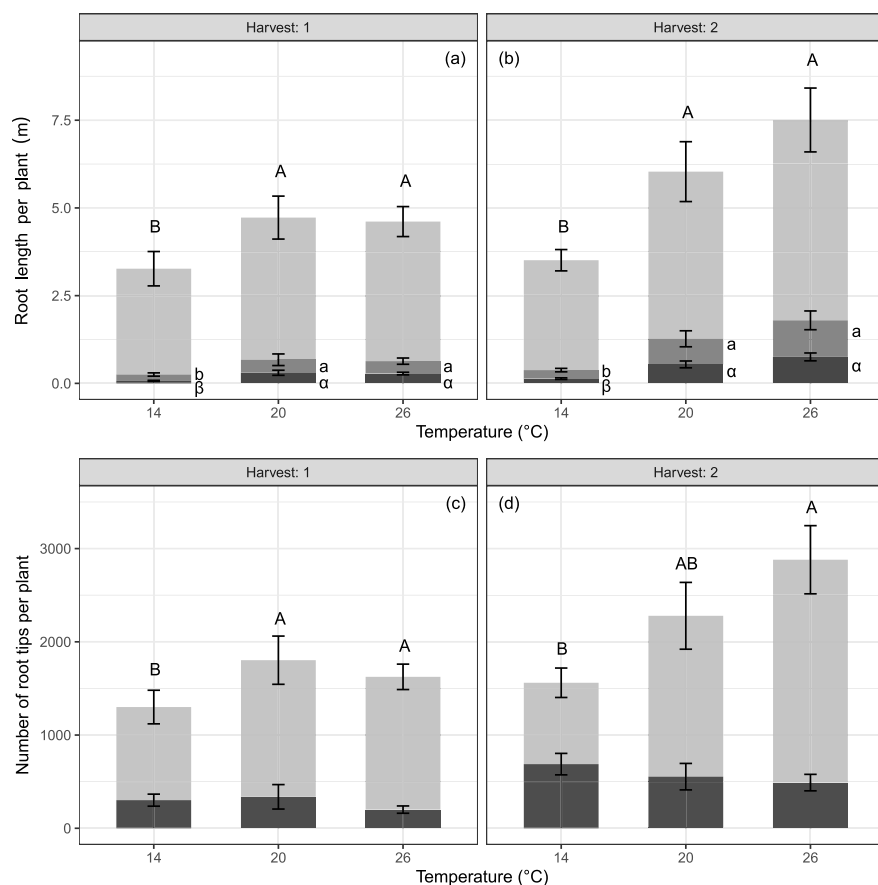 Harvest: 1
Harvest: 2
(a)
(b)
Root length per plant (m)
7.5
5.0
2.5
0.0
B
A
A
B
A
A
b
β
a
α
a
α
b
β
a
α
a
α
14
20
26
14
20
26
Temperature (°C)
Harvest: 1
Harvest: 2
(c)
(d)
Number of root tips per plant
3000
2000
1000
0
B
A
A
B
AB
A
14
20
26
14
20
26
Temperature (°C)